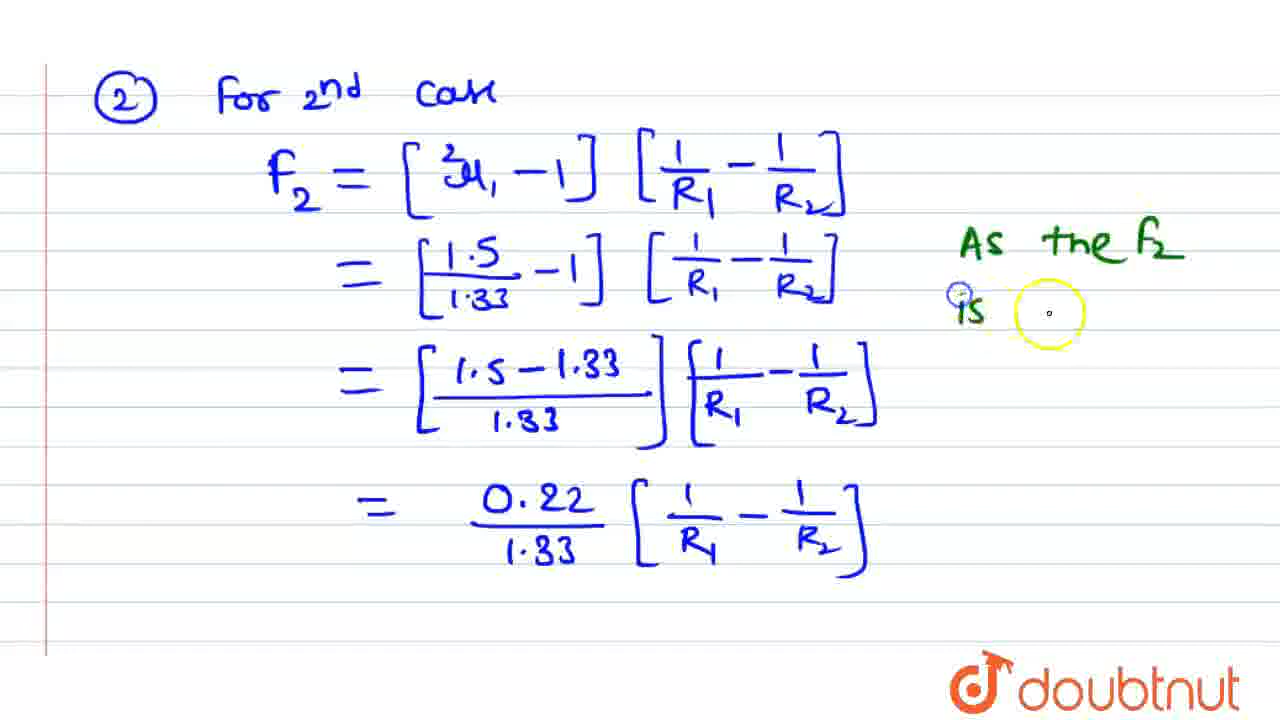 ② For 2nd case
F₂ = [²μ₁ − 1] [1/R₁ − 1/R₂]
= [1.5/1.33 − 1] [1/R₁ − 1/R₂]
= [(1.5 − 1.33)/1.33] [1/R₁ − 1/R₂]
= 0.22/1.33 [1/R₁ − 1/R₂]
As the F₂
is
doubtnut